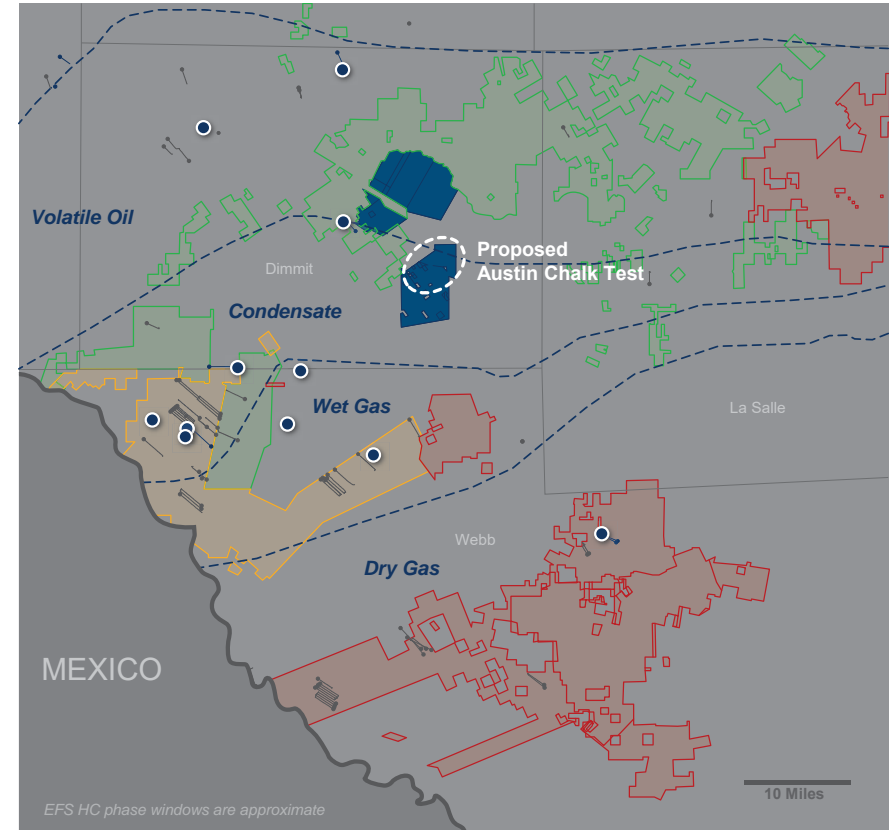 Volatile Oil
Proposed
Austin Chalk Test
Dimmit
Condensate
Wet Gas
La Salle
Webb
Dry Gas
MEXICO
10 Miles
EFS HC phase windows are approximate